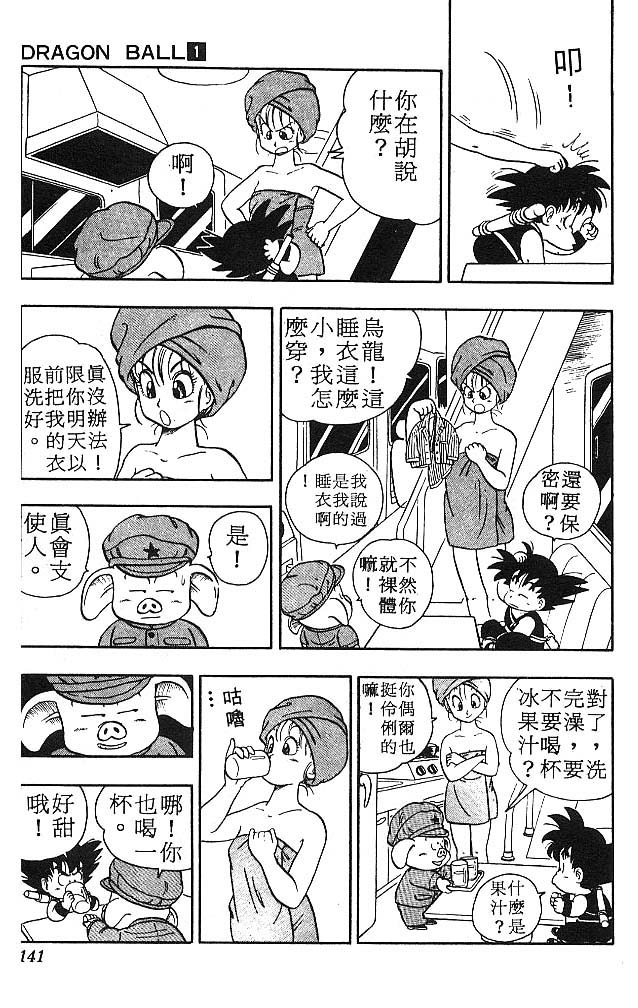 DRAGON BALL 1
叩!
你在胡說
什麼?
啊!
烏龍!這
睡衣這麼
小,我怎
麼穿?
還要保
密啊?
我說過
是我的
睡衣啊
!
不然你
就裸體
嘛!
真沒辦法!
限你明天以
前把我的衣
服洗好。
是!
真會支
使人。
對了,洗
完澡,要
不要喝杯
冰果汁?
你偶爾也
挺伶俐的
嘛!
什麼是
果汁?
咕嚕
…
哪!你
也喝一
杯。
好甜
哦!
141